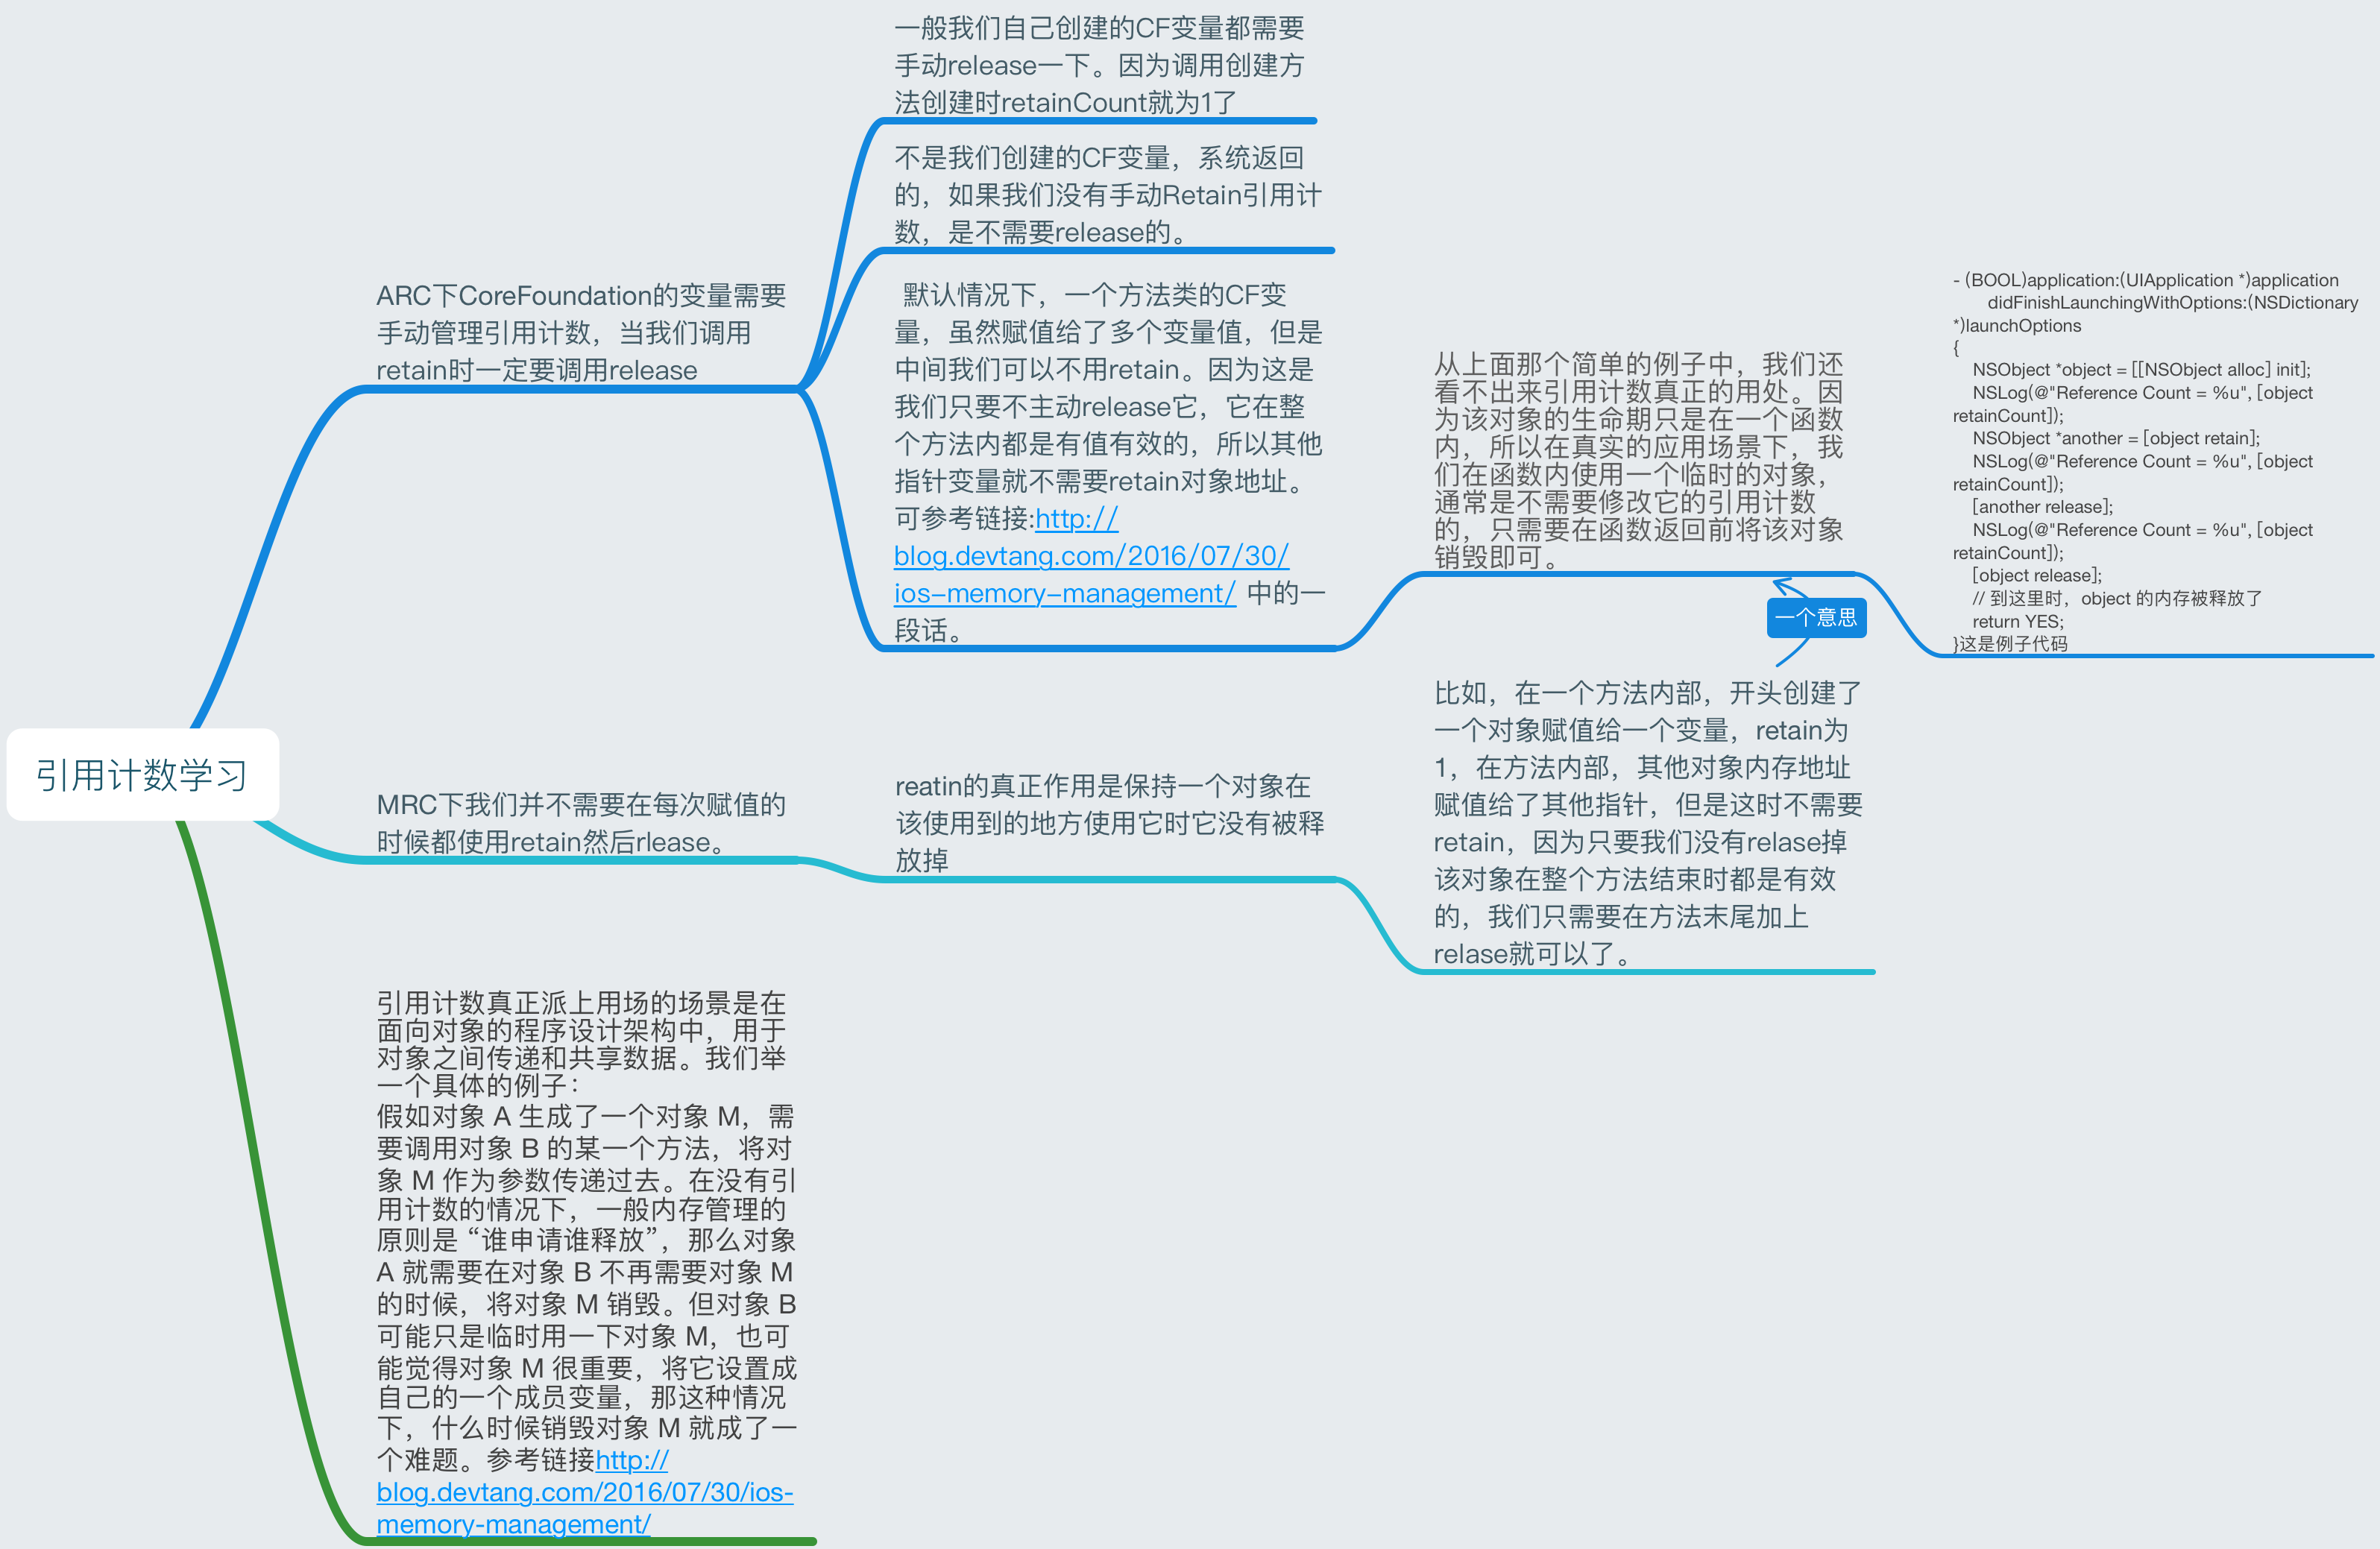 引用计数学习
ARC下CoreFoundation的变量需要
手动管理引用计数，当我们调用
retain时一定要调用release
一般我们自己创建的CF变量都需要
手动release一下。因为调用创建方
法创建时retainCount就为1了
不是我们创建的CF变量，系统返回
的，如果我们没有手动Retain引用计
数，是不需要release的。
默认情况下，一个方法类的CF变
量，虽然赋值给了多个变量值，但是
中间我们可以不用retain。因为这是
我们只要不主动release它，它在整
个方法内都是有值有效的，所以其他
指针变量就不需要retain对象地址。
可参考链接:http://
blog.devtang.com/2016/07/30/
ios-memory-management/ 中的一
段话。
从上面那个简单的例子中，我们还
看不出来引用计数真正的用处。因
为该对象的生命期只是在一个函数
内，所以在真实的应用场景下，我
们在函数内使用一个临时的对象，
通常是不需要修改它的引用计数
的，只需要在函数返回前将该对象
销毁即可。
- (BOOL)application:(UIApplication *)application
didFinishLaunchingWithOptions:(NSDictionary
*)launchOptions
{
NSObject *object = [[NSObject alloc] init];
NSLog(@"Reference Count = %u", [object
retainCount]);
NSObject *another = [object retain];
NSLog(@"Reference Count = %u", [object
retainCount]);
[another release];
NSLog(@"Reference Count = %u", [object
retainCount]);
[object release];
// 到这里时，object 的内存被释放了
return YES;
}这是例子代码
一个意思
MRC下我们并不需要在每次赋值的
时候都使用retain然后rlease。
reatin的真正作用是保持一个对象在
该使用到的地方使用它时它没有被释
放掉
比如，在一个方法内部，开头创建了
一个对象赋值给一个变量，retain为
1，在方法内部，其他对象内存地址
赋值给了其他指针，但是这时不需要
retain，因为只要我们没有relase掉
该对象在整个方法结束时都是有效
的，我们只需要在方法末尾加上
relase就可以了。
引用计数真正派上用场的场景是在
面向对象的程序设计架构中，用于
对象之间传递和共享数据。我们举
一个具体的例子：
假如对象 A 生成了一个对象 M，需
要调用对象 B 的某一个方法，将对
象 M 作为参数传递过去。在没有引
用计数的情况下，一般内存管理的
原则是 “谁申请谁释放”，那么对象
A 就需要在对象 B 不再需要对象 M
的时候，将对象 M 销毁。但对象 B
可能只是临时用一下对象 M，也可
能觉得对象 M 很重要，将它设置成
自己的一个成员变量，那这种情况
下，什么时候销毁对象 M 就成了一
个难题。参考链接http://
blog.devtang.com/2016/07/30/ios-
memory-management/